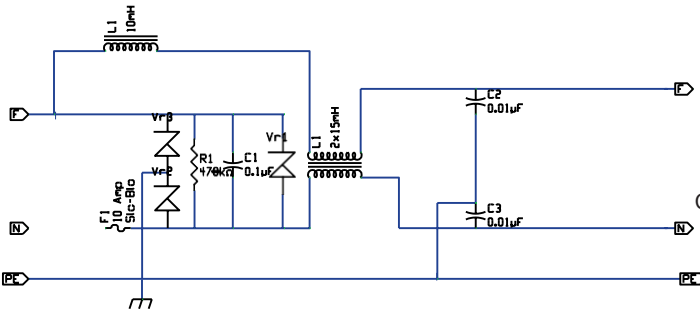 L1
10mH
F
Vr3
Vr2
R1
470kΩ
C1
0.1µF
Vr1
L1
2x15mH
C2
0.01µF
F
F1
10 Amp
Slc-Blo
N
C3
0.01µF
N
PE
PE